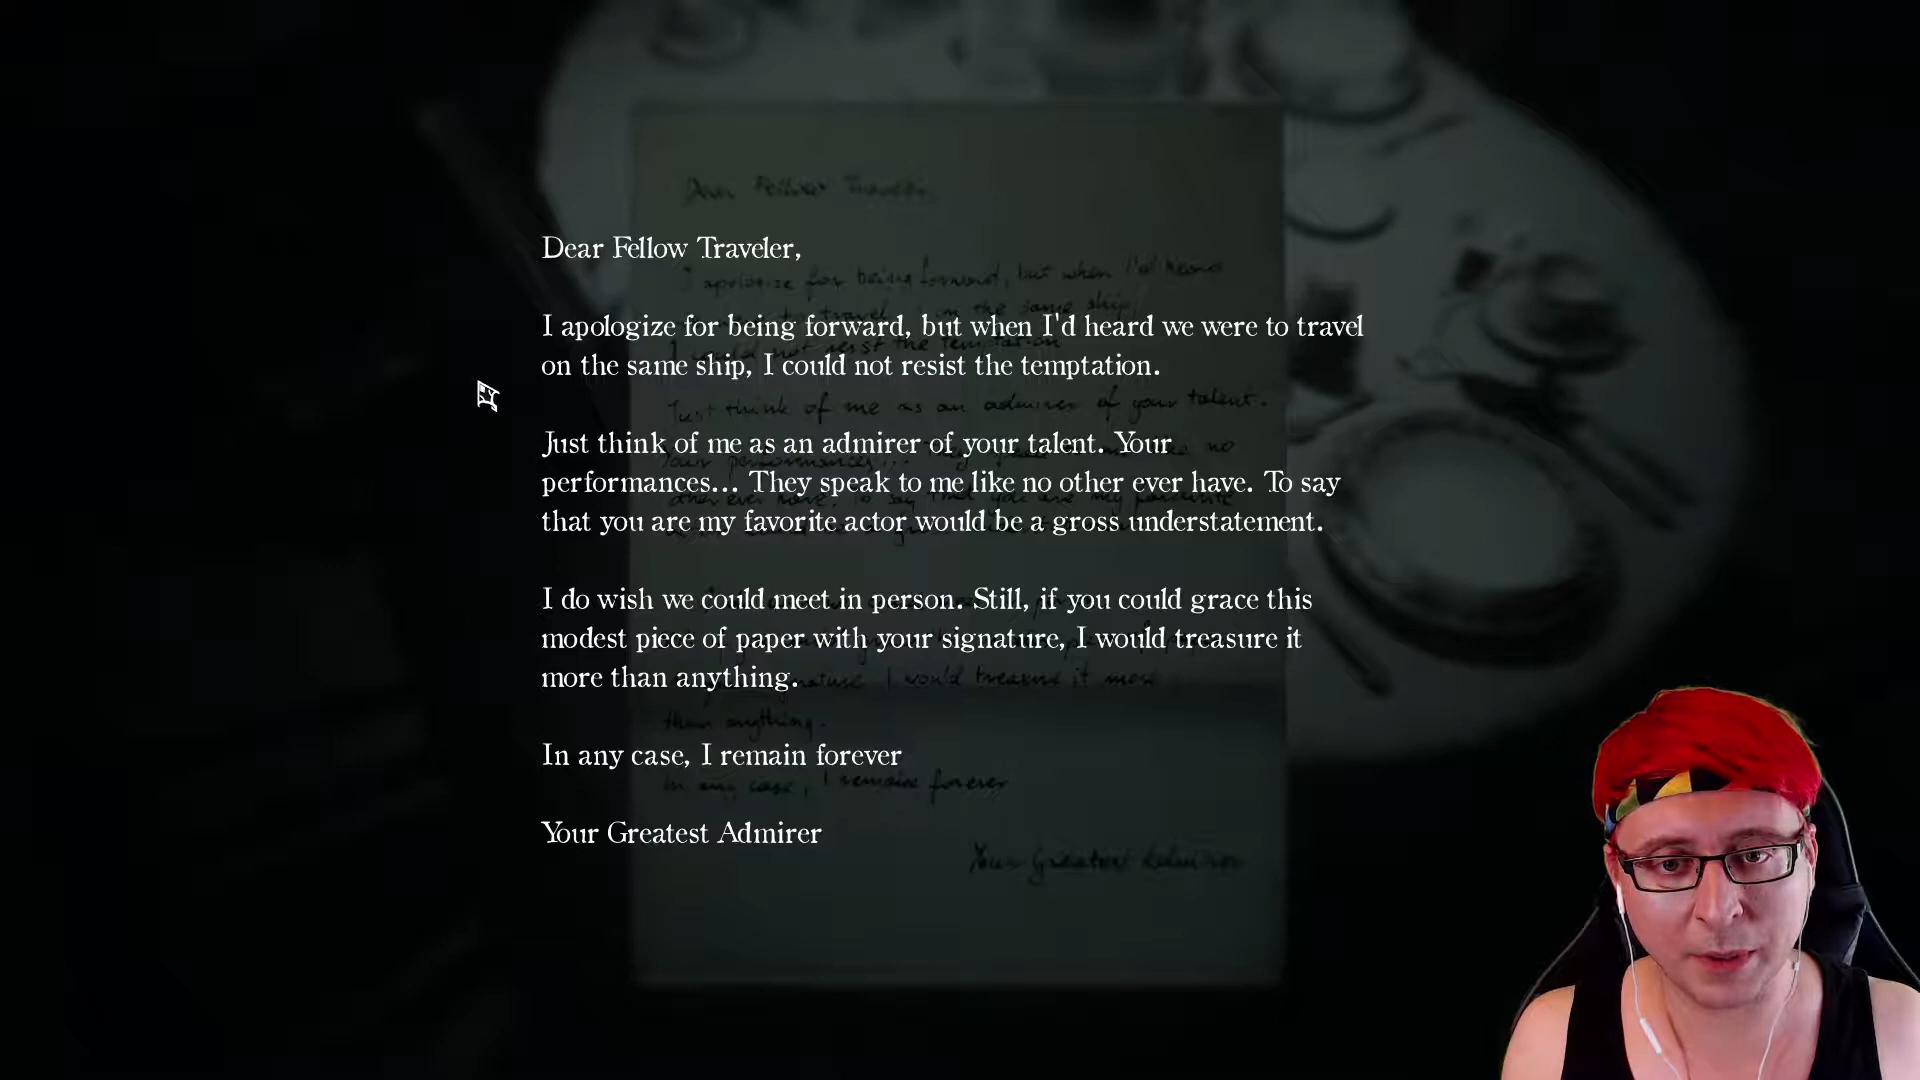 Dear Fellow Traveler,
I apologize for being forward, but when I'd heard we were to travel
on the same ship, I could not resist the temptation.
Just think of me as an admirer of your talent. Your
performances... They speak to me like no other ever have. To say
that you are my favorite actor would be a gross understatement.
I do wish we could meet in person. Still, if you could grace this
modest piece of paper with your signature, I would treasure it
more than anything.
In any case, I remain forever
Your Greatest Admirer